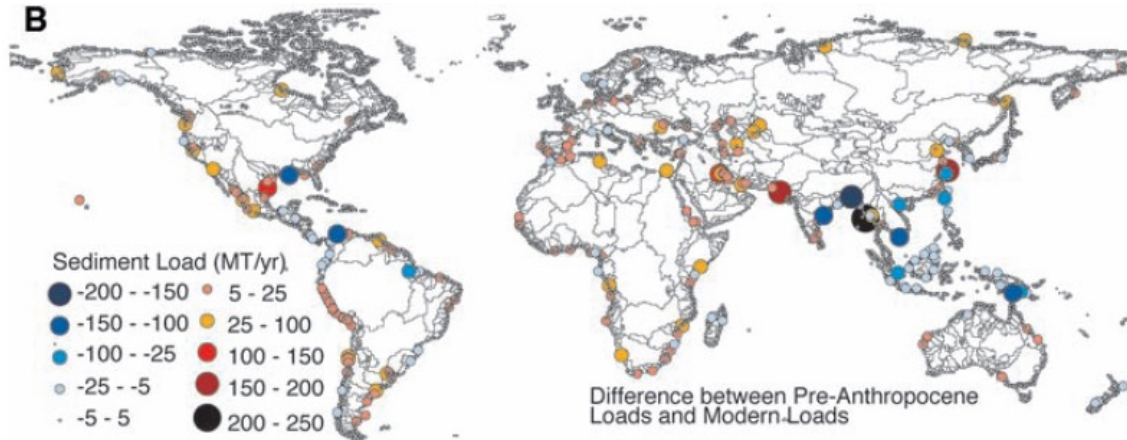 B
Sediment Load (MT/yr)
-200 - -150
-150 - -100
-100 - -25
-25 - -5
-5 - 5
5 - 25
25 - 100
100 - 150
150 - 200
200 - 250
Difference between Pre-Anthropocene
Loads and Modern Loads